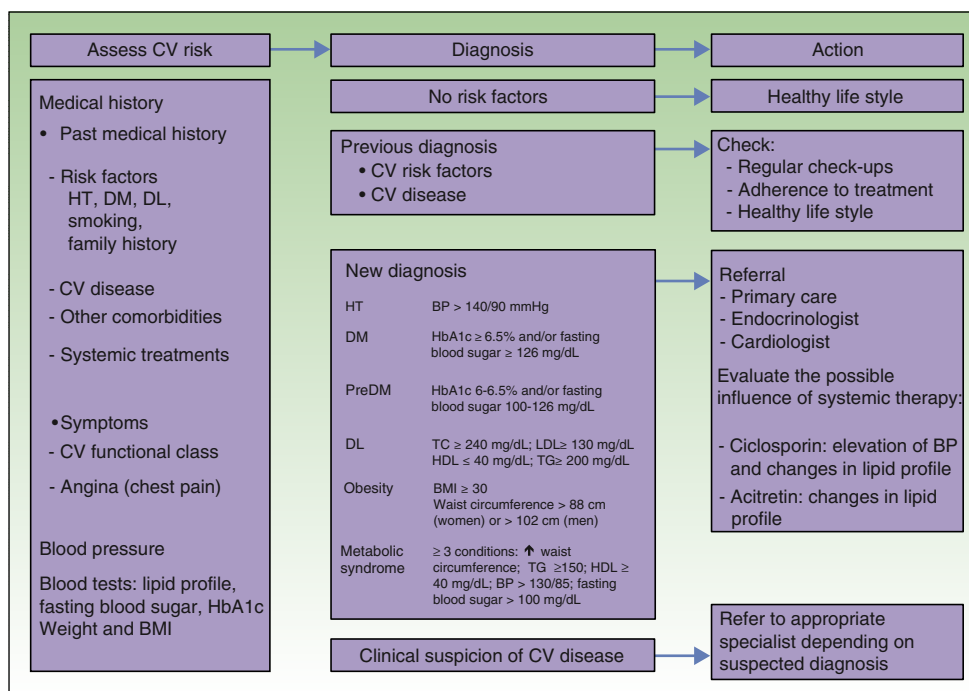 Assess CV risk
Medical history
• Past medical history
- Risk factors
HT, DM, DL,
smoking,
family history
- CV disease
- Other comorbidities
- Systemic treatments
•Symptoms
- CV functional class
- Angina (chest pain)
Blood pressure
Blood tests: lipid profile,
fasting blood sugar, HbA1c
Weight and BMI
Diagnosis
No risk factors
Previous diagnosis
• CV risk factors
• CV disease
New diagnosis
HT BP > 140/90 mmHg
DM HbA1c ≥ 6.5% and/or fasting
blood sugar ≥ 126 mg/dL
PreDM HbA1c 6-6.5% and/or fasting
blood sugar 100-126 mg/dL
DL TC ≥ 240 mg/dL; LDL≥ 130 mg/dL
HDL ≤ 40 mg/dL; TG≥ 200 mg/dL
Obesity BMI ≥ 30
Waist circumference > 88 cm
(women) or > 102 cm (men)
Metabolic ≥ 3 conditions: ↑ waist
syndrome circumference; TG ≥150; HDL ≥
40 mg/dL; BP > 130/85; fasting
blood sugar > 100 mg/dL
Clinical suspicion of CV disease
Action
Healthy life style
Check:
- Regular check-ups
- Adherence to treatment
- Healthy life style
Referral
- Primary care
- Endocrinologist
- Cardiologist
Evaluate the possible
influence of systemic therapy:
- Ciclosporin: elevation of BP
and changes in lipid profile
- Acitretin: changes in lipid
profile
Refer to appropriate
specialist depending on
suspected diagnosis